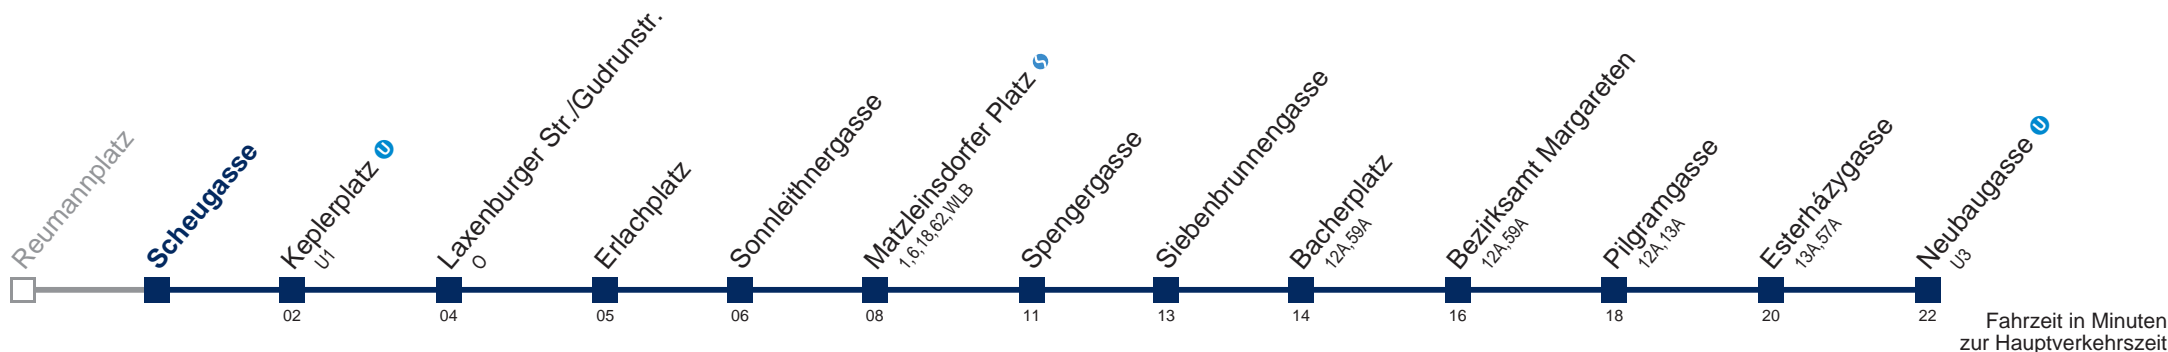 Reumannplatz
Scheugasse
Keplerplatz U
U1
Laxenburger Str./Gudrunstr.
O
Erlachplatz
Sonnleithnergasse
Matzleinsdorfer Platz S
1,6,18,62,WLB
Spengergasse
Siebenbrunnengasse
Bacherplatz
12A,59A
Bezirksamt Margareten
12A,59A
Pilgramgasse
12A,13A
Esterházygasse
13A,57A
Neubaugasse U
U3
02 04 05 06 08 11 13 14 16 18 20 22
Fahrzeit in Minuten
zur Hauptverkehrszeit